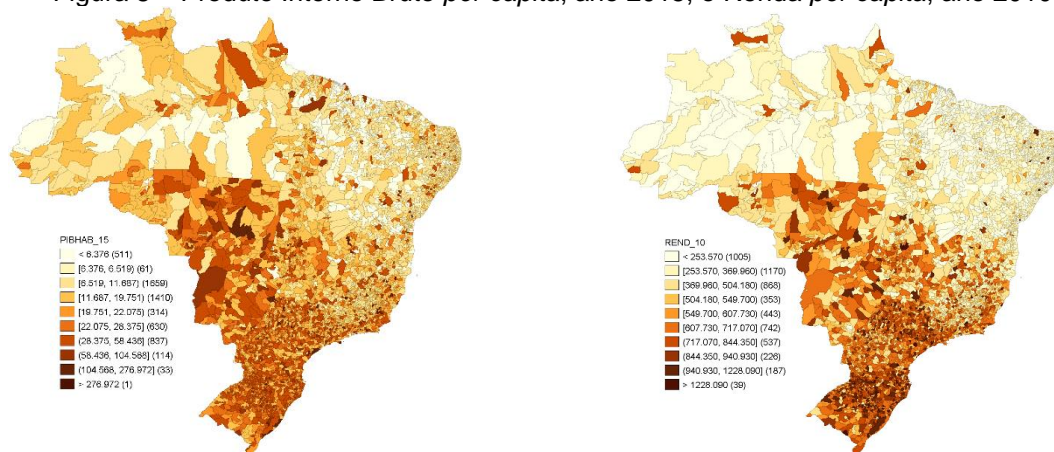 Figura – Produto Interno Bruto per capita, ano 2015, e Renda per capita, ano 2010
PIBHAB_15
< 6.376 (511)
[6.376, 6.519) (61)
[6.519, 11.687) (1659)
[11.687, 19.751) (1410)
[19.751, 22.075] (314)
[22.075, 28.375] (630)
(28.375, 58.436] (837)
(58.436, 104.568] (114)
(104.568, 276.972] (33)
> 276.972 (1)
REND_10
< 253.570 (1005)
[253.570, 369.960) (1170)
[369.960, 504.180) (868)
[504.180, 549.700) (353)
[549.700, 607.730) (443)
[607.730, 717.070] (742)
(717.070, 844.350] (537)
(844.350, 940.930] (226)
(940.930, 1228.090] (187)
> 1228.090 (39)